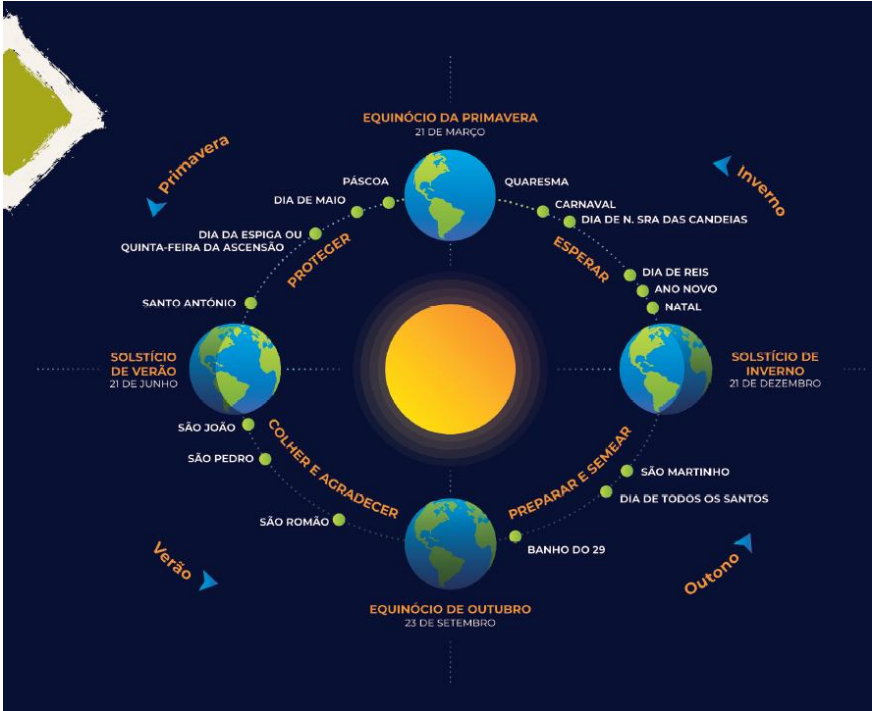 EQUINÓCIO DA PRIMAVERA
21 DE MARÇO
Primavera
Inverno
PÁSCOA
QUARESMA
DIA DE MAIO
CARNAVAL
DIA DE N. SRA DAS CANDEIAS
DIA DA ESPIGA OU
QUINTA-FEIRA DA ASCENSÃO
PROTEGER
ESPERAR
DIA DE REIS
ANO NOVO
NATAL
SANTO ANTÓNIO
SOLSTÍCIO
DE VERÃO
21 DE JUNHO
SOLSTÍCIO DE
INVERNO
21 DE DEZEMBRO
SÃO JOÃO
SÃO PEDRO
COLHER E AGRADECER
PREPARAR E SEMEAR
SÃO MARTINHO
DIA DE TODOS OS SANTOS
SÃO ROMÃO
BANHO DO 29
Verão
Outono
EQUINÓCIO DE OUTUBRO
23 DE SETEMBRO